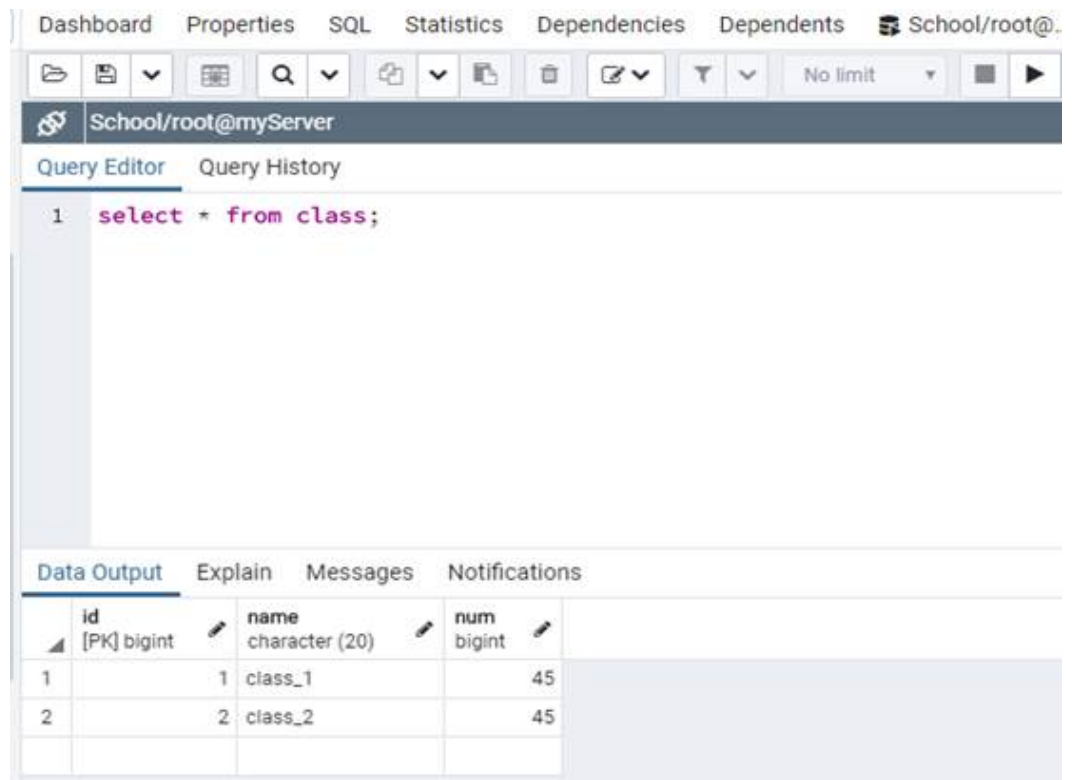 Dashboard Properties SQL Statistics Dependencies Dependents School/root@..
No limit
School/root@myServer
Query Editor Query History
1 select * from class;
Data Output Explain Messages Notifications
id name num
[PK] bigint character (20) bigint
1 1 class_1 45
2 2 class_2 45